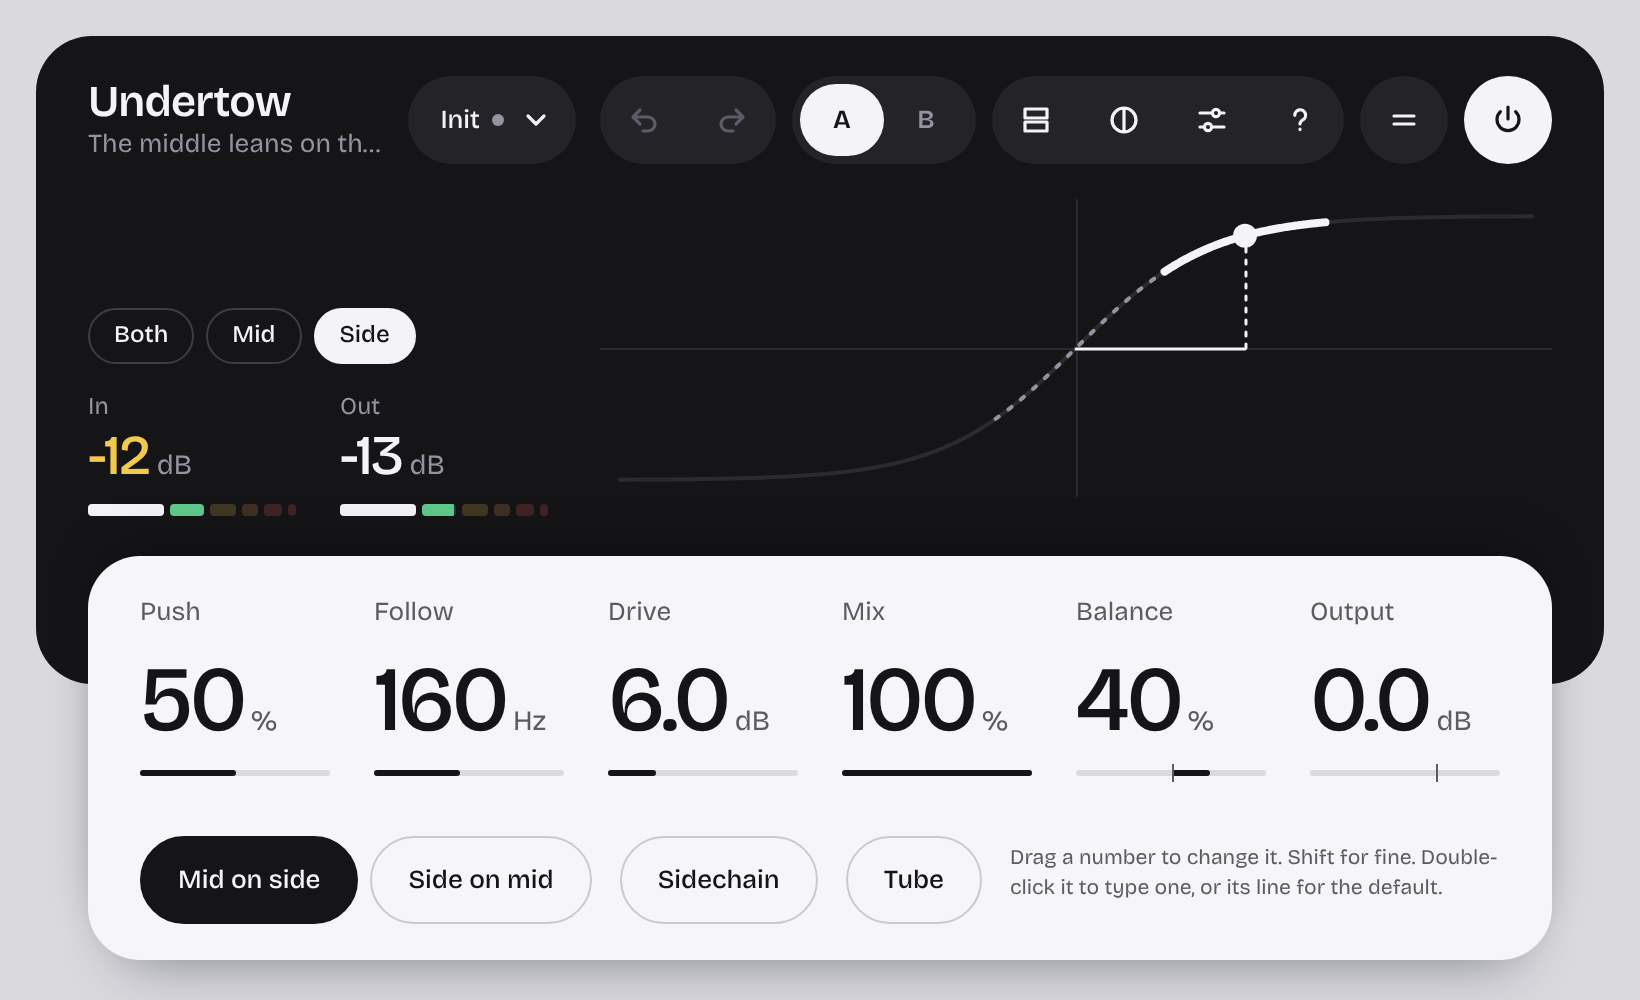 Undertow
The middle leans on th...
Init
A
B
?
Both
Mid
Side
In
Out
-12 dB
-13 dB
Push
Follow
Drive
Mix
Balance
Output
50 %
160 Hz
6.0 dB
100 %
40 %
0.0 dB
Mid on side
Side on mid
Sidechain
Tube
Drag a number to change it. Shift for fine. Double-
click it to type one, or its line for the default.